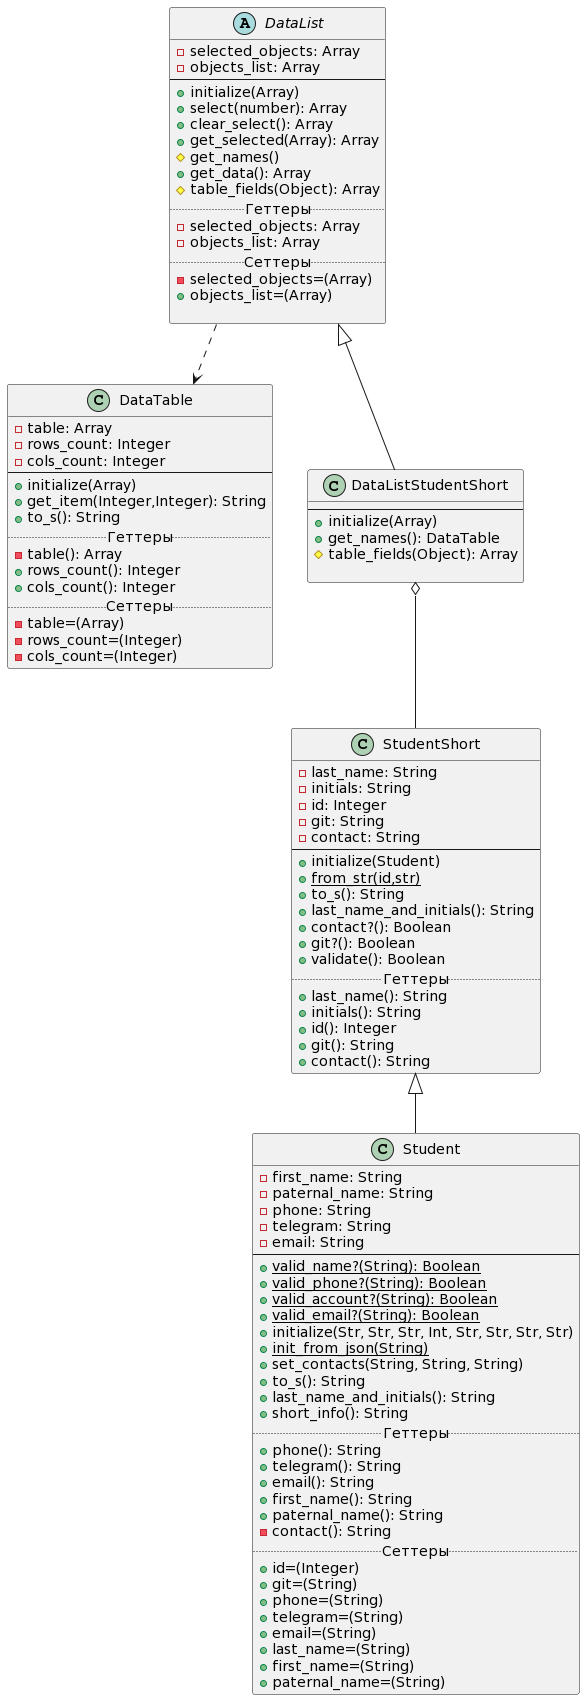 A DataList
selected_objects: Array
objects_list: Array
initialize(Array)
select(number): Array
clear_select(): Array
get_selected(Array): Array
get_names()
get_data(): Array
table_fields(Object): Array
Геттеры
selected_objects: Array
objects_list: Array
Сеттеры
selected_objects=(Array)
objects_list=(Array)
C DataTable
table: Array
rows_count: Integer
cols_count: Integer
initialize(Array)
get_item(Integer,Integer): String
to_s(): String
Геттеры
table(): Array
rows_count(): Integer
cols_count(): Integer
Сеттеры
table=(Array)
rows_count=(Integer)
cols_count=(Integer)
C DataListStudentShort
initialize(Array)
get_names(): DataTable
table_fields(Object): Array
C StudentShort
last_name: String
initials: String
id: Integer
git: String
contact: String
initialize(Student)
from_str(id,str)
to_s(): String
last_name_and_initials(): String
contact?(): Boolean
git?(): Boolean
validate(): Boolean
Геттеры
last_name(): String
initials(): String
id(): Integer
git(): String
contact(): String
C Student
first_name: String
paternal_name: String
phone: String
telegram: String
email: String
valid_name?(String): Boolean
valid_phone?(String): Boolean
valid_account?(String): Boolean
valid_email?(String): Boolean
initialize(Str, Str, Str, Int, Str, Str, Str, Str)
init_from_json(String)
set_contacts(String, String, String)
to_s(): String
last_name_and_initials(): String
short_info(): String
Геттеры
phone(): String
telegram(): String
email(): String
first_name(): String
paternal_name(): String
contact(): String
Сеттеры
id=(Integer)
git=(String)
phone=(String)
telegram=(String)
email=(String)
last_name=(String)
first_name=(String)
paternal_name=(String)